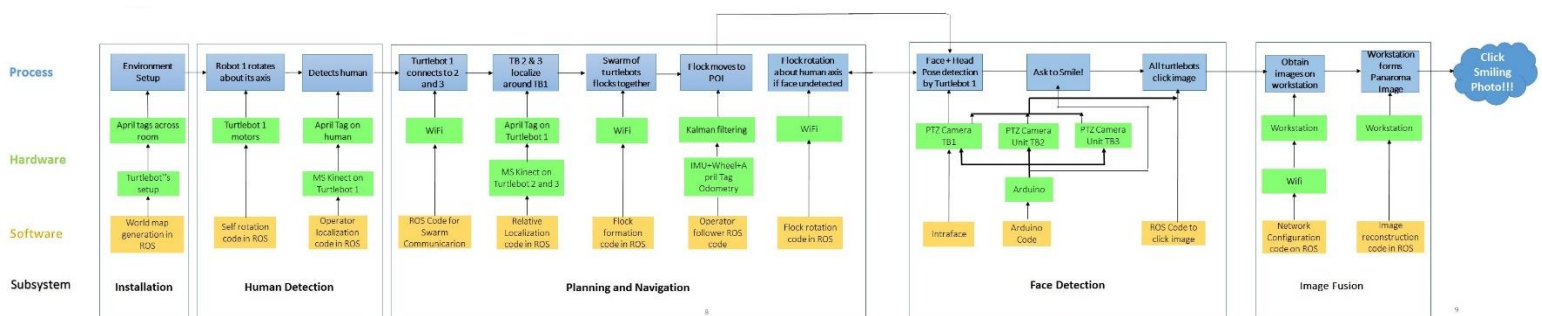 Process
Hardware
Software
Subsystem
Environment
Setup
April tags across
room
Turtlebot"s
setup
World map
generation in
ROS
Installation
Robot 1 rotates
about its axis
Turtlebot 1
motors
Self rotation
code in ROS
Detects human
April Tag on
human
MS Kinect on
Turtlebot 1
Operator
localization
code in ROS
Human Detection
Turtlebot 1
connects to 2
and 3
WiFi
ROS Code for
Swarm
Communicarion
TB 2 & 3
localize
around TB1
April Tag on
Turtlebot 1
MS Kinect on
Turtlebot 2 and 3
Relative
Localization
code in ROS
Swarm of
turtlebots
flocks together
WiFi
Flock
formation
code in ROS
Flock moves to
POI
Kalman filtering
IMU+Wheel+A
pril Tag
Odometry
Operator
follower ROS
code
Flock rotation
about human axis
if face undetected
WiFi
Flock rotation
code in ROS
Planning and Navigation
8
Face + Head
Pose detection
by Turtlebot 1
PTZ Camera
TB1
Intraface
Ask to Smile!
PTZ Camera
Unit TB2
Arduino
Arduino
Code
All turtlebots
click image
PTZ Camera
Unit TB3
ROS Code to
click image
Face Detection
Obtain
images on
workstation
Workstation
Wifi
Network
Configuration
code on ROS
Workstation
forms
Panaroma
Image
Workstation
Image
reconstruction
code in ROS
Image Fusion
9
Click
Smiling
Photo!!!